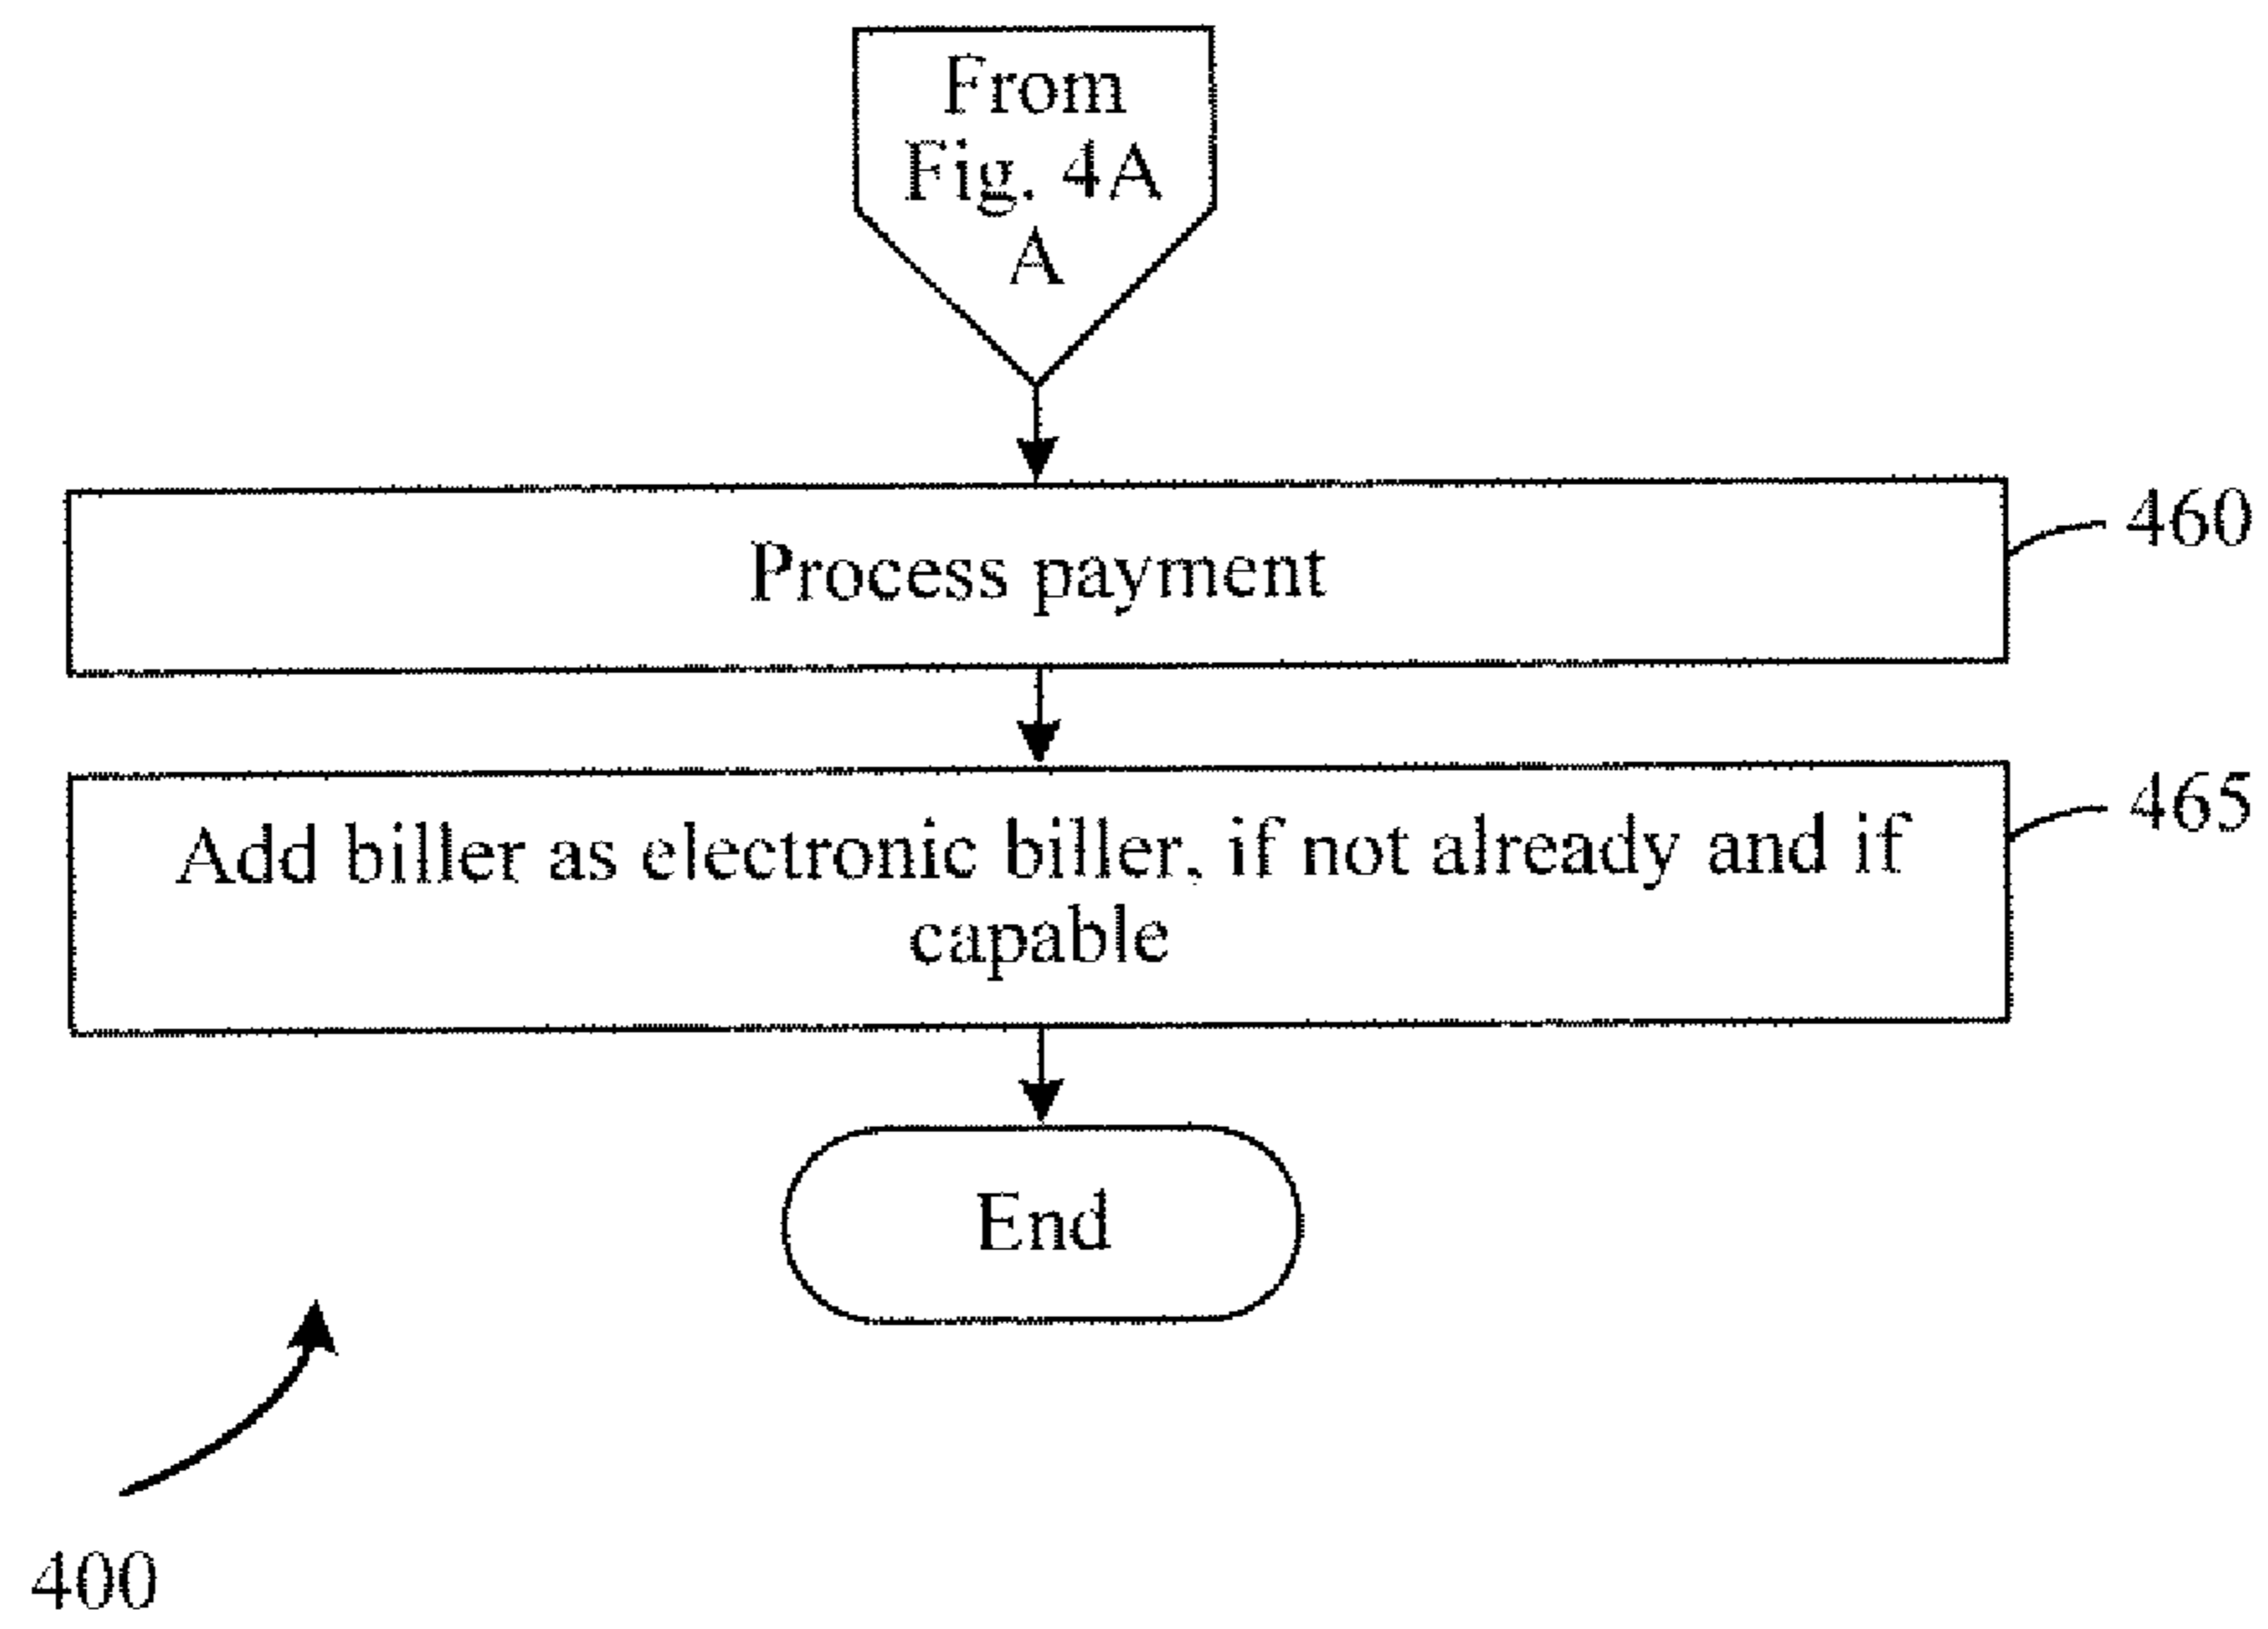 From
Fig. 4A
A
Process payment
460
Add biller as electronic biller, if not already and if
capable
465
End
400